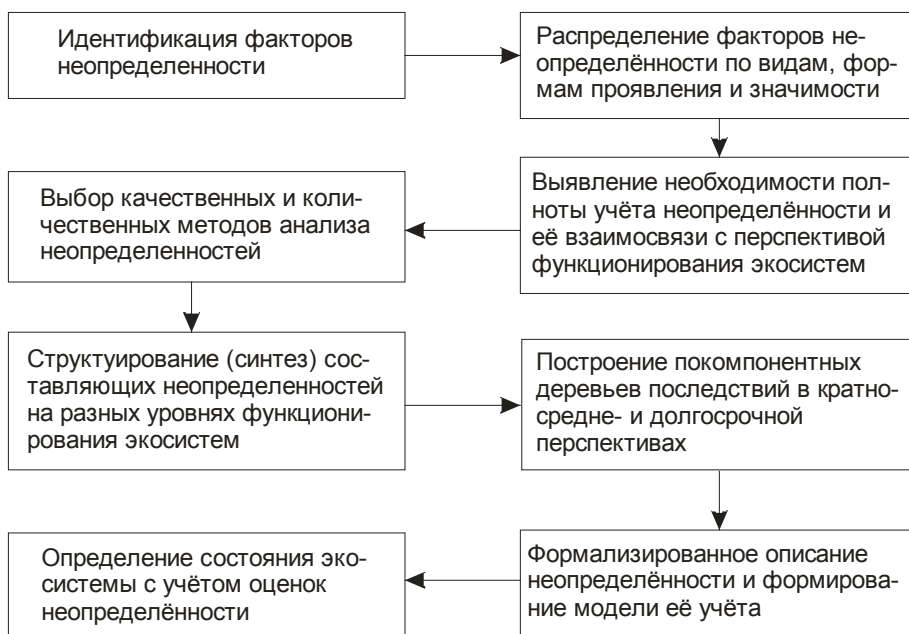 Идентификация факторов
неопределенности
Распределение факторов не-
определённости по видам, фор-
мам проявления и значимости
Выявление необходимости пол-
ноты учёта неопределённости и
её взаимосвязи с перспективой
функционирования экосистем
Выбор качественных и коли-
чественных методов анализа
неопределенностей
Структуирование (синтез) сос-
тавляющих неопределенностей
на разных уровнях функциони-
рования экосистем
Построение покомпонентных
деревьев последствий в кратно-
средне- и долгосрочной
перспективах
Формализированное описание
неопределённости и формирова-
ние модели её учёта
Определение состояния эко-
системы с учётом оценок
неопределённости